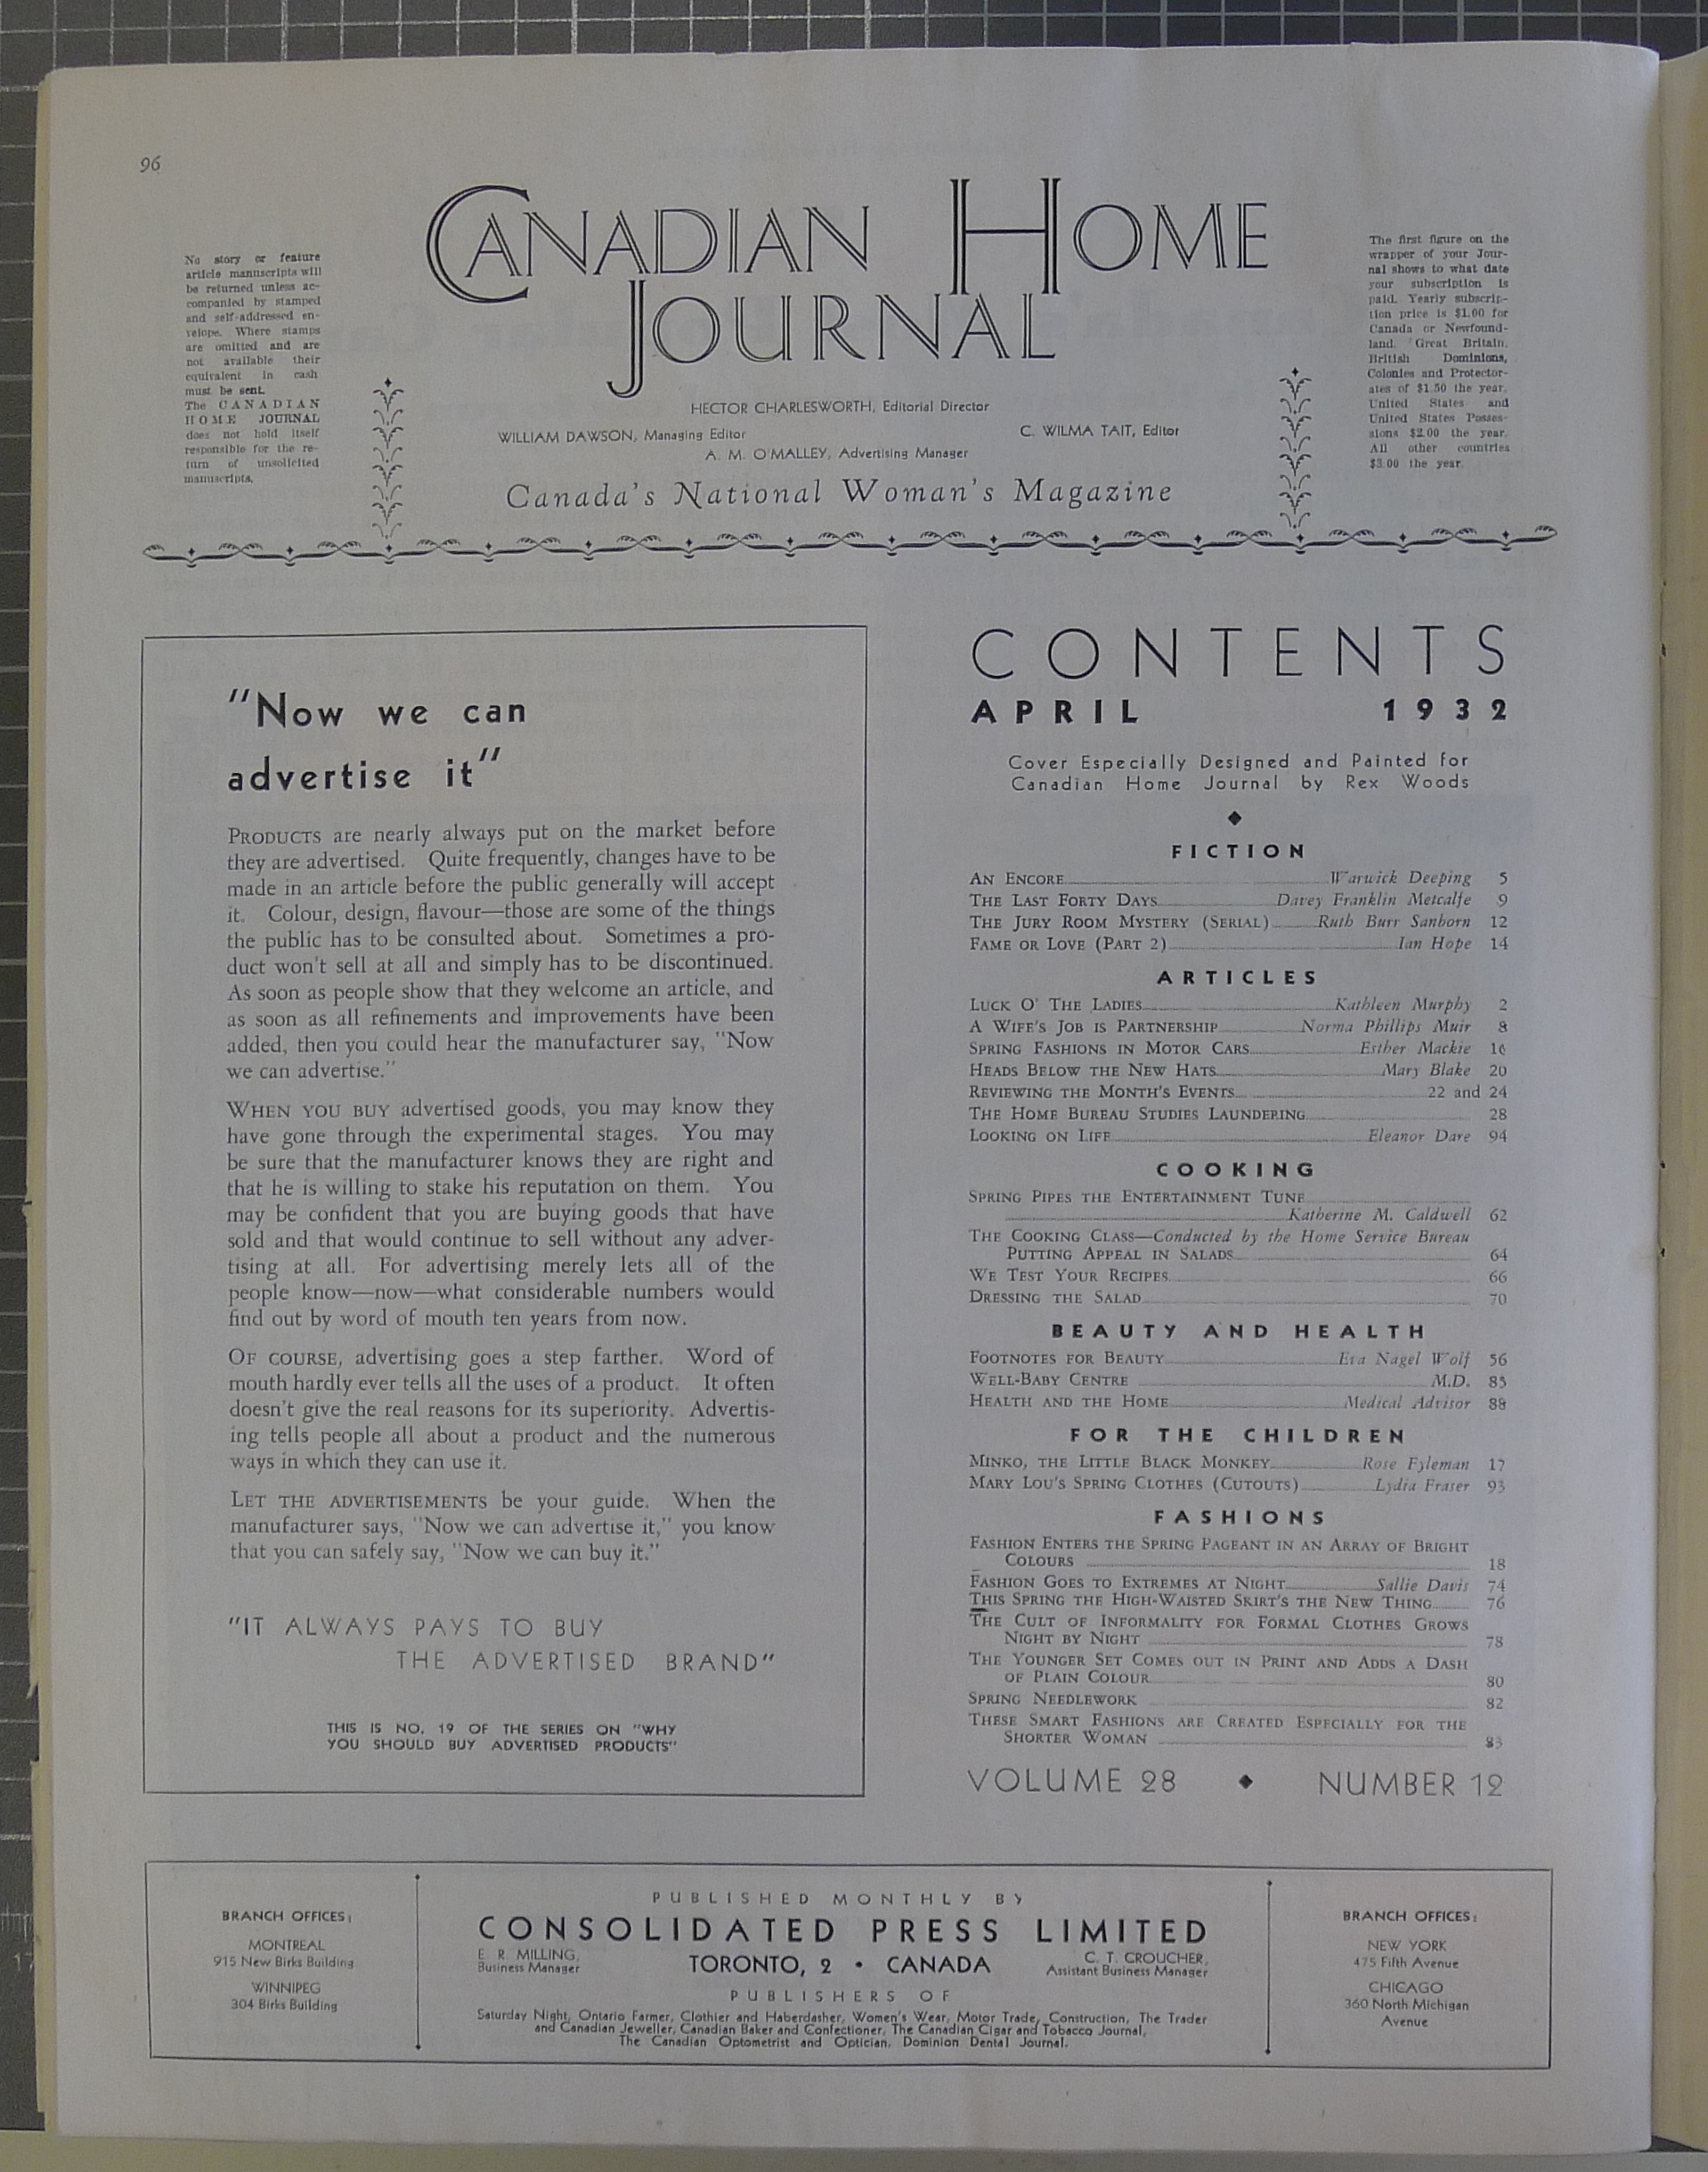 96
CANADIAN HOME
JOURNAL
No story or feature
article manuscripts will
be returned unless ac-
companied by stamped
and self-addressed en-
velope. Where stamps
are omitted and are
not available their
equivalent in cash
must be sent.
The CANADIAN
HOME JOURNAL
does not hold itself
responsible for the re-
turn of unsolicited
manuscripts.
HECTOR CHARLESWORTH, Editorial Director
WILLIAM DAWSON, Managing Editor
C. WILMA TAIT, Editor
A. M. O'MALLEY, Advertising Manager
Canada's National Woman's Magazine
The first figure on the
wrapper of your Jour-
nal shows to what date
your subscription is
paid. Yearly subscrip-
tion price is $1.00 for
Canada or Newfound-
land. Great Britain,
British Dominions,
Colonies and Protector-
ates of $1.50 the year.
United States and
United States Posses-
sions $2.00 the year.
All other countries
$3.00 the year.
"Now we can
advertise it"
PRODUCTS are nearly always put on the market before
they are advertised. Quite frequently, changes have to be
made in an article before the public generally will accept
it. Colour, design, flavour—those are some of the things
the public has to be consulted about. Sometimes a pro-
duct won't sell at all and simply has to be discontinued.
As soon as people show that they welcome an article, and
as soon as all refinements and improvements have been
added, then you could hear the manufacturer say, "Now
we can advertise."
WHEN YOU BUY advertised goods, you may know they
have gone through the experimental stages. You may
be sure that the manufacturer knows they are right and
that he is willing to stake his reputation on them. You
may be confident that you are buying goods that have
sold and that would continue to sell without any adver-
tising at all. For advertising merely lets all of the
people know—now—what considerable numbers would
find out by word of mouth ten years from now.
OF COURSE, advertising goes a step farther. Word of
mouth hardly ever tells all the uses of a product. It often
doesn't give the real reasons for its superiority. Advertis-
ing tells people all about a product and the numerous
ways in which they can use it.
LET THE ADVERTISEMENTS be your guide. When the
manufacturer says, "Now we can advertise it," you know
that you can safely say, "Now we can buy it."
"IT ALWAYS PAYS TO BUY
THE ADVERTISED BRAND"
THIS IS NO. 19 OF THE SERIES ON "WHY
YOU SHOULD BUY ADVERTISED PRODUCTS"
CONTENTS
APRIL 1932
Cover Especially Designed and Painted for
Canadian Home Journal by Rex Woods
FICTION
AN ENCORE Warwick Deeping 5
THE LAST FORTY DAYS Davey Franklin Metcalfe 9
THE JURY ROOM MYSTERY (SERIAL) Ruth Burr Sanborn 12
FAME OR LOVE (PART 2) Ian Hope 14
ARTICLES
LUCK O' THE LADIES Kathleen Murphy 2
A WIFE'S JOB IS PARTNERSHIP Norma Phillips Muir 8
SPRING FASHIONS IN MOTOR CARS Esther Mackie 16
HEADS BELOW THE NEW HATS Mary Blake 20
REVIEWING THE MONTH'S EVENTS 22 and 24
THE HOME BUREAU STUDIES LAUNDERING 28
LOOKING ON LIFE Eleanor Dare 94
COOKING
SPRING PIPES THE ENTERTAINMENT TUNE
Katherine M. Caldwell 62
THE COOKING CLASS—Conducted by the Home Service Bureau
PUTTING APPEAL IN SALADS 64
WE TEST YOUR RECIPES 66
DRESSING THE SALAD 70
BEAUTY AND HEALTH
FOOTNOTES FOR BEAUTY Eva Nagel Wolf 56
WELL-BABY CENTRE M.D. 85
HEALTH AND THE HOME Medical Advisor 88
FOR THE CHILDREN
MINKO, THE LITTLE BLACK MONKEY Rose Fyleman 17
MARY LOU'S SPRING CLOTHES (CUTOUTS) Lydia Fraser 93
FASHIONS
FASHION ENTERS THE SPRING PAGEANT IN AN ARRAY OF BRIGHT
COLOURS 18
FASHION GOES TO EXTREMES AT NIGHT Sallie Davis 74
THIS SPRING THE HIGH-WAISTED SKIRT'S THE NEW THING 76
THE CULT OF INFORMALITY FOR FORMAL CLOTHES GROWS
NIGHT BY NIGHT 78
THE YOUNGER SET COMES OUT IN PRINT AND ADDS A DASH
OF PLAIN COLOUR 80
SPRING NEEDLEWORK 82
THESE SMART FASHIONS ARE CREATED ESPECIALLY FOR THE
SHORTER WOMAN 83
VOLUME 28 ◆ NUMBER 12
BRANCH OFFICES:
MONTREAL
915 New Birks Building
WINNIPEG
304 Birks Building
PUBLISHED MONTHLY BY
CONSOLIDATED PRESS LIMITED
E. R. MILLING,
Business Manager
TORONTO, 2 • CANADA
C. T. CROUCHER,
Assistant Business Manager
PUBLISHERS OF
Saturday Night, Ontario Farmer, Clothier and Haberdasher, Women's Wear, Motor Trade, Construction, The Trader
and Canadian Jeweller, Canadian Baker and Confectioner, The Canadian Cigar and Tobacco Journal,
The Canadian Optometrist and Optician, Dominion Dental Journal.
BRANCH OFFICES:
NEW YORK
475 Fifth Avenue
CHICAGO
360 North Michigan
Avenue